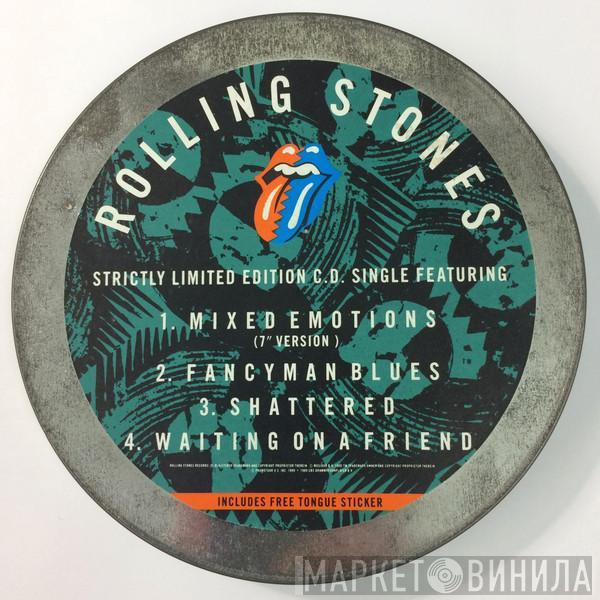 ROLLING STONES
STRICTLY LIMITED EDITION C.D. SINGLE FEATURING
1. MIXED EMOTIONS
(7" VERSION)
2. FANCYMAN BLUES
3. SHATTERED
4. WAITING ON A FRIEND
INCLUDES FREE TONGUE STICKER
МАРКЕТ ВИНИЛА